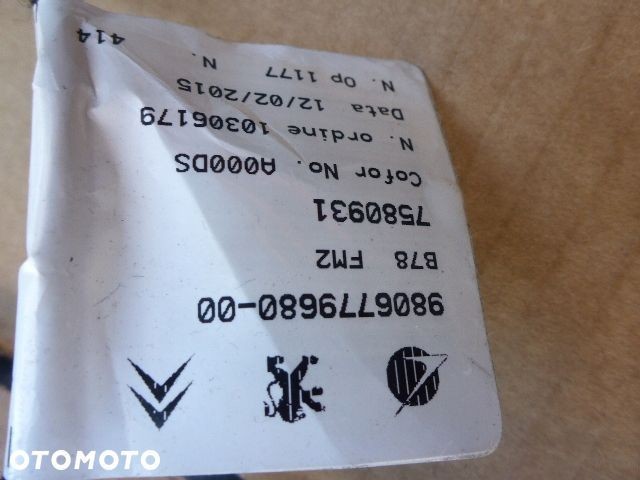 9806779680-00
B78 FM2
7580931
Cofor No. A000DS
N. ordine 10306179
Data 12/02/2015
N. Op 1177 N. 414
OTOMOTO